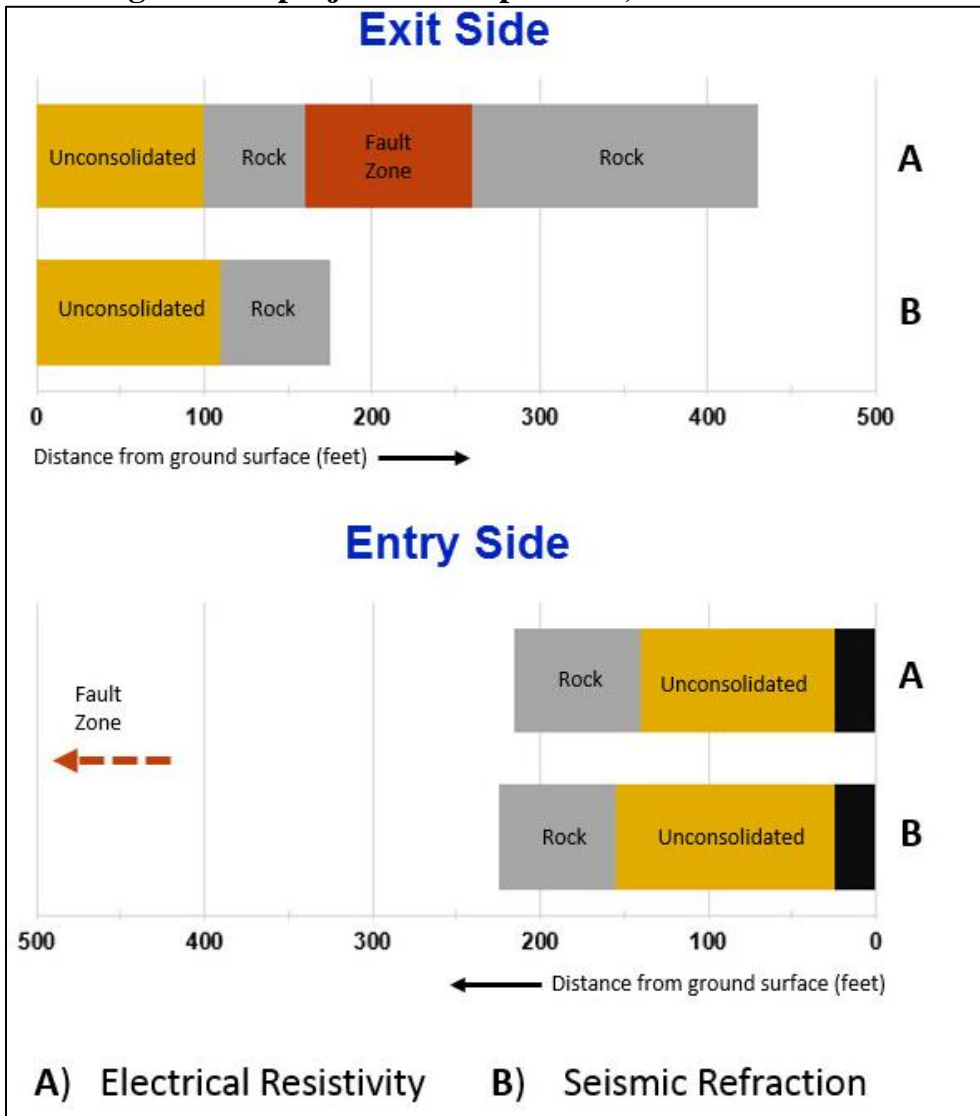 Exit Side
Unconsolidated
Rock
Fault
Zone
Rock
A
Unconsolidated
Rock
B
0 100 200 300 400 500
Distance from ground surface (feet)
Entry Side
Fault
Zone
Rock
Unconsolidated
A
Rock
Unconsolidated
B
500 400 300 200 100 0
Distance from ground surface (feet)
A) Electrical Resistivity B) Seismic Refraction